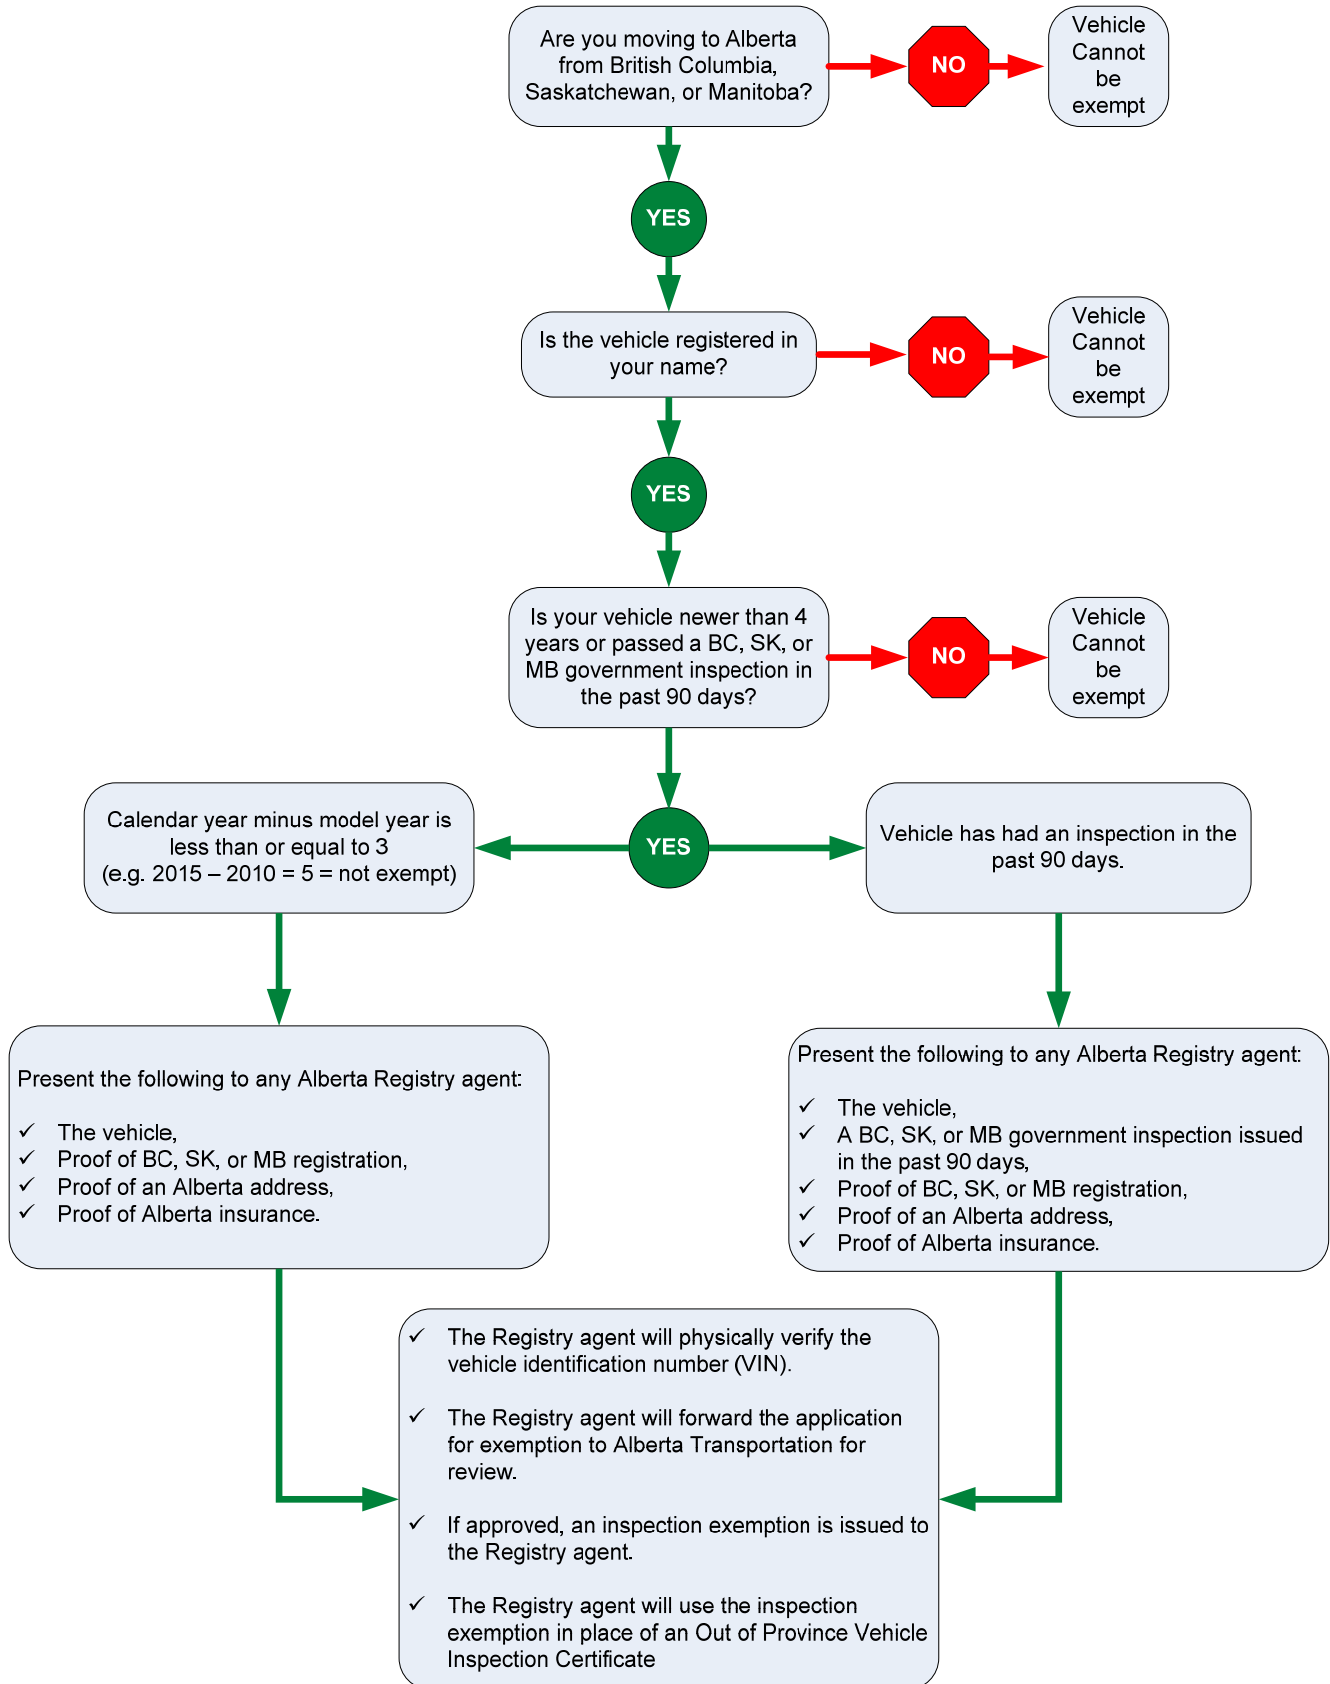 Are you moving to Alberta
from British Columbia,
Saskatchewan, or Manitoba?
NO
Vehicle
Cannot
be
exempt
YES
Is the vehicle registered in
your name?
NO
Vehicle
Cannot
be
exempt
YES
Is your vehicle newer than 4
years or passed a BC, SK, or
MB government inspection in
the past 90 days?
NO
Vehicle
Cannot
be
exempt
YES
Calendar year minus model year is
less than or equal to 3
(e.g. 2015 – 2010 = 5 = not exempt)
Vehicle has had an inspection in the
past 90 days.
Present the following to any Alberta Registry agent:
✓ The vehicle,
✓ Proof of BC, SK, or MB registration,
✓ Proof of an Alberta address,
✓ Proof of Alberta insurance.
Present the following to any Alberta Registry agent:
✓ The vehicle,
✓ A BC, SK, or MB government inspection issued
in the past 90 days,
✓ Proof of BC, SK, or MB registration,
✓ Proof of an Alberta address,
✓ Proof of Alberta insurance.
✓ The Registry agent will physically verify the
vehicle identification number (VIN).
✓ The Registry agent will forward the application
for exemption to Alberta Transportation for
review.
✓ If approved, an inspection exemption is issued to
the Registry agent.
✓ The Registry agent will use the inspection
exemption in place of an Out of Province Vehicle
Inspection Certificate